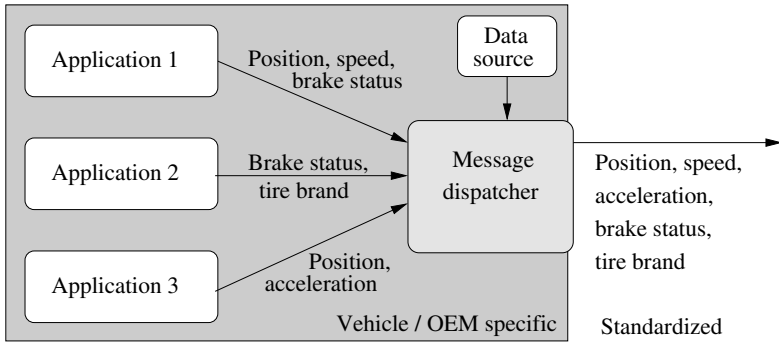 Application 1
Position, speed,
brake status
Data
source
Application 2
Brake status,
tire brand
Message
dispatcher
Position, speed,
acceleration,
brake status,
tire brand
Application 3
Position,
acceleration
Vehicle / OEM specific
Standardized